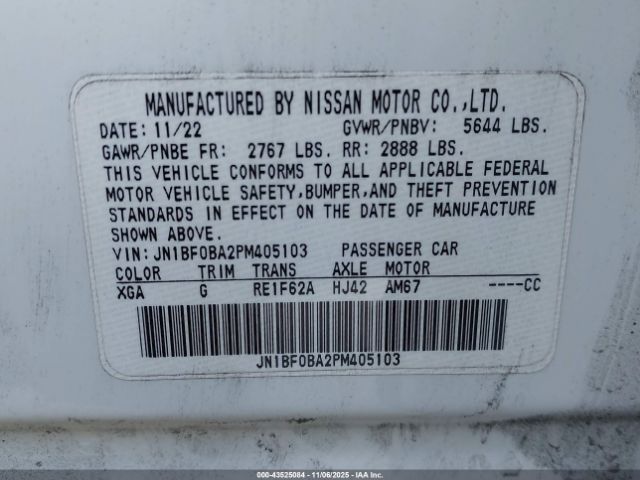 MANUFACTURED BY NISSAN MOTOR CO.,LTD.
DATE: 11/22 GVWR/PNBV: 5644 LBS.
GAWR/PNBE FR: 2767 LBS. RR: 2888 LBS.
THIS VEHICLE CONFORMS TO ALL APPLICABLE FEDERAL
MOTOR VEHICLE SAFETY,BUMPER,AND THEFT PREVENTION
STANDARDS IN EFFECT ON THE DATE OF MANUFACTURE
SHOWN ABOVE.
VIN: JN1BF0BA2PM405103 PASSENGER CAR
COLOR TRIM TRANS AXLE MOTOR
XGA G RE1F62A HJ42 AM67 ----CC
JN1BF0BA2PM405103
000-43525084 - 11/06/2025 - IAA Corp.